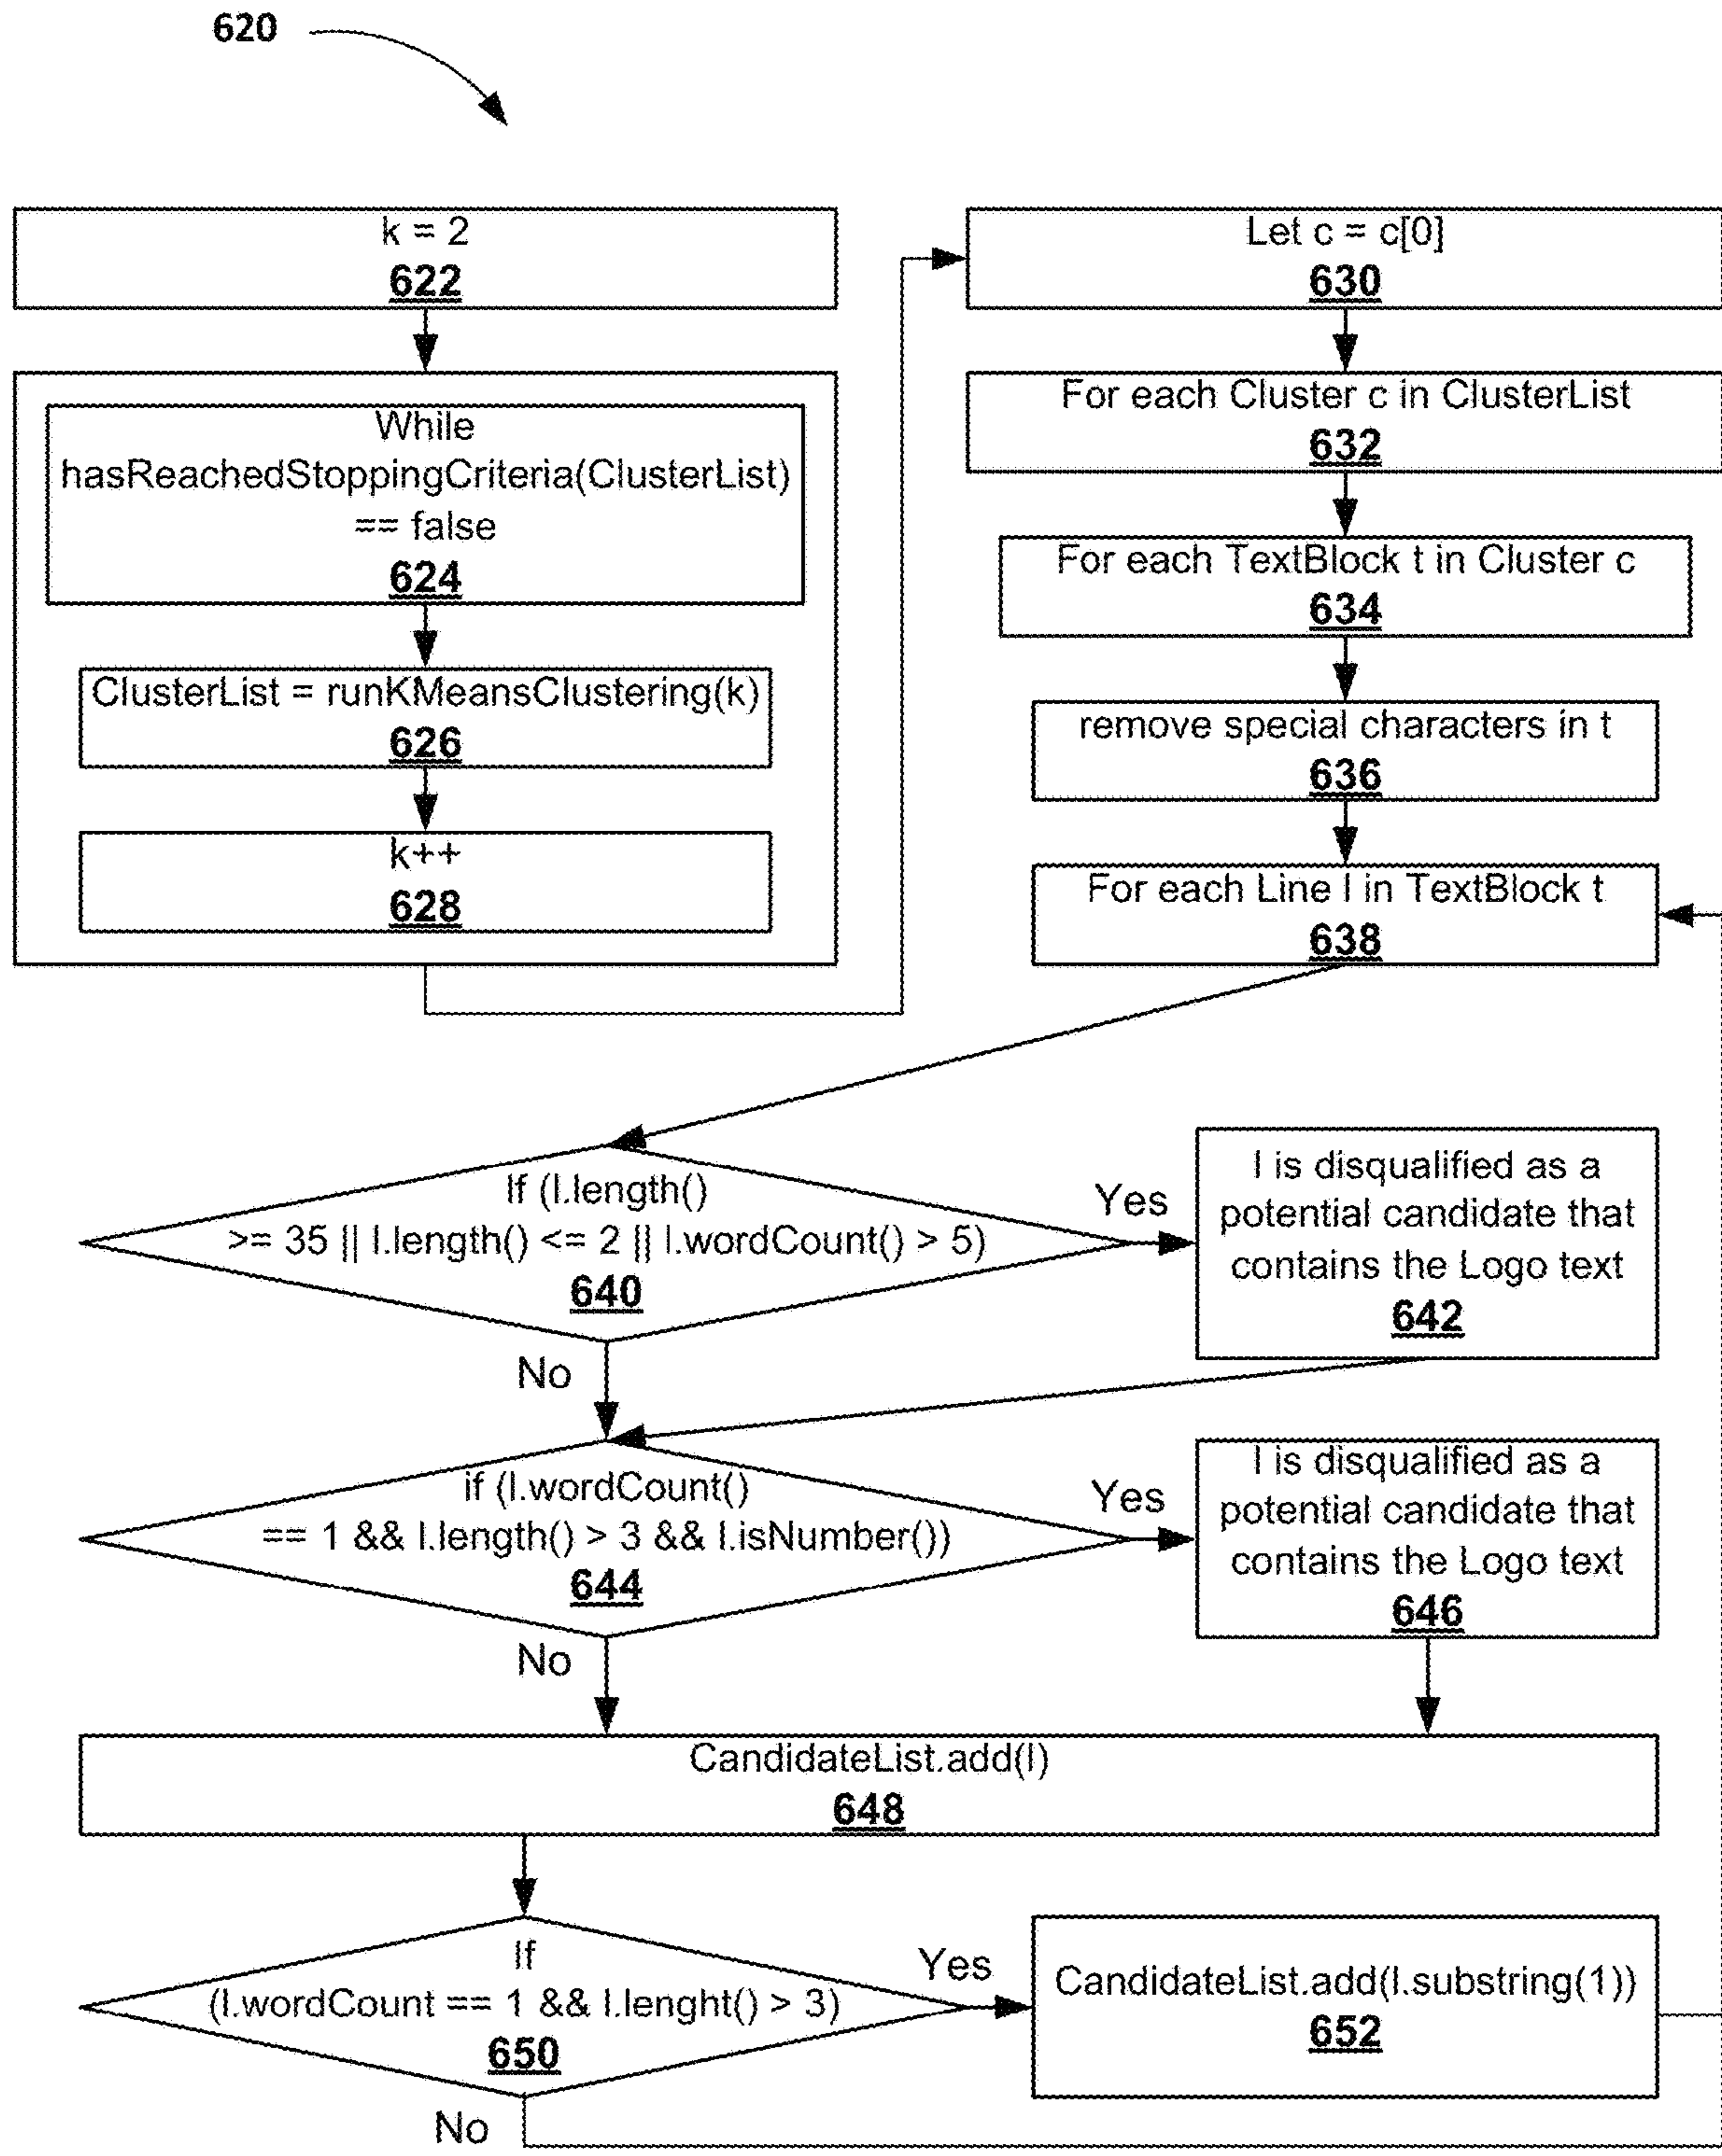 620
k = 2
622
While
hasReachedStoppingCriteria(ClusterList)
== false
624
ClusterList = runKMeansClustering(k)
626
k++
628
Let c = c[0]
630
For each Cluster c in ClusterList
632
For each TextBlock t in Cluster c
634
remove special characters in t
636
For each Line l in TextBlock t
638
If (l.length()
>= 35 || l.length() <= 2 || l.wordCount() > 5)
640
Yes
No
l is disqualified as a
potential candidate that
contains the Logo text
642
if (l.wordCount()
== 1 && l.length() > 3 && l.isNumber())
644
Yes
No
l is disqualified as a
potential candidate that
contains the Logo text
646
CandidateList.add(l)
648
If
(l.wordCount == 1 && l.lenght() > 3)
650
Yes
No
CandidateList.add(l.substring(1))
652